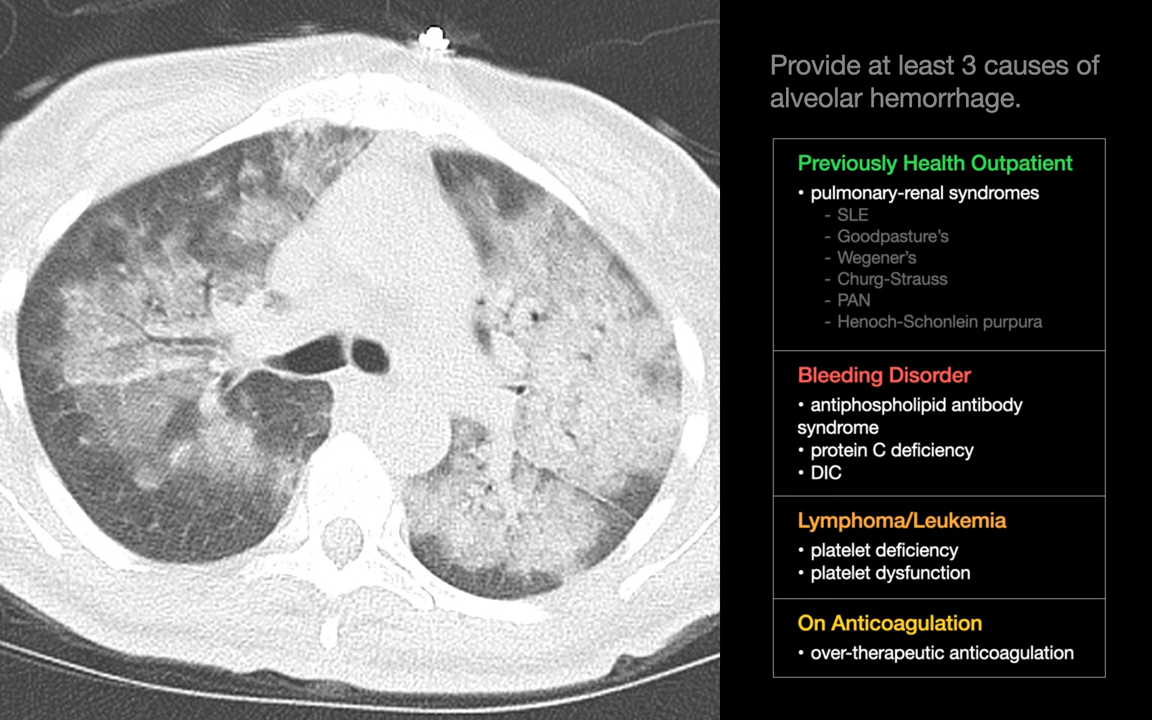 Provide at least 3 causes of
alveolar hemorrhage.
Previously Health Outpatient
• pulmonary-renal syndromes
- SLE
- Goodpasture's
- Wegener's
- Churg-Strauss
- PAN
- Henoch-Schonlein purpura
Bleeding Disorder
• antiphospholipid antibody
syndrome
• protein C deficiency
• DIC
Lymphoma/Leukemia
• platelet deficiency
• platelet dysfunction
On Anticoagulation
• over-therapeutic anticoagulation